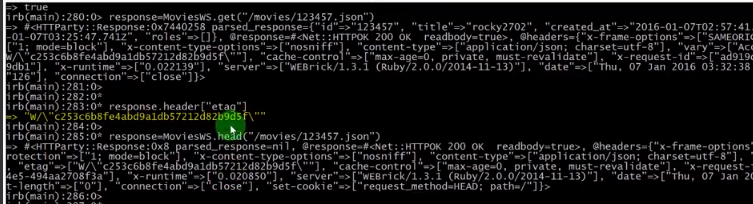 => true
irb(main):280:0> response=MoviesWS.get("/movies/123457.json")
=> #<HTTParty::Response:0x7440258 parsed_response={"id"=>"123457", "title"=>"rocky2702", "created_at"=>"2016-01-07T02:57:41
-01-07T03:25:47.741Z", "roles"=>[]}, @response=#<Net::HTTPOK 200 OK  readbody=true>, @headers={"x-frame-options"=>["SAMEORIG
["1; mode=block"], "x-content-type-options"=>["nosniff"], "content-type"=>["application/json; charset=utf-8"], "vary"=>["Ac
W/\"c253c6b8fe4abd9a1db57212d82b9d5f\""], "cache-control"=>["max-age=0, private, must-revalidate"], "x-request-id"=>["ad919c
9db1"], "x-runtime"=>["0.022139"], "server"=>["WEBrick/1.3.1 (Ruby/2.0.0/2014-11-13)"], "date"=>["Thu, 07 Jan 2016 03:32:38
"126"], "connection"=>["close"]}>
irb(main):281:0>
irb(main):282:0*
irb(main):283:0* response.header["etag"]
=> "W/\"c253c6b8fe4abd9a1db57212d82b9d5f\""
irb(main):284:0>
irb(main):285:0* response=MoviesWS.head("/movies/123457.json")
=> #<HTTParty::Response:0x8 parsed_response=nil, @response=#<Net::HTTPOK 200 OK  readbody=true>, @headers={"x-frame-options"
rotection"=>["1; mode=block"], "x-content-type-options"=>["nosniff"], "content-type"=>["application/json; charset=utf-8"],
, "etag"=>["W/\"c253c6b8fe4abd9a1db57212d82b9d5f\""], "cache-control"=>["max-age=0, private, must-revalidate"], "x-request-
4e5-494aa2708f3a"], "x-runtime"=>["0.020850"], "server"=>["WEBrick/1.3.1 (Ruby/2.0.0/2014-11-13)"], "date"=>["Thu, 07 Jan 20
t-length"=>["0"], "connection"=>["close"], "set-cookie"=>["request_method=HEAD; path=/"]}>
irb(main):286:0>